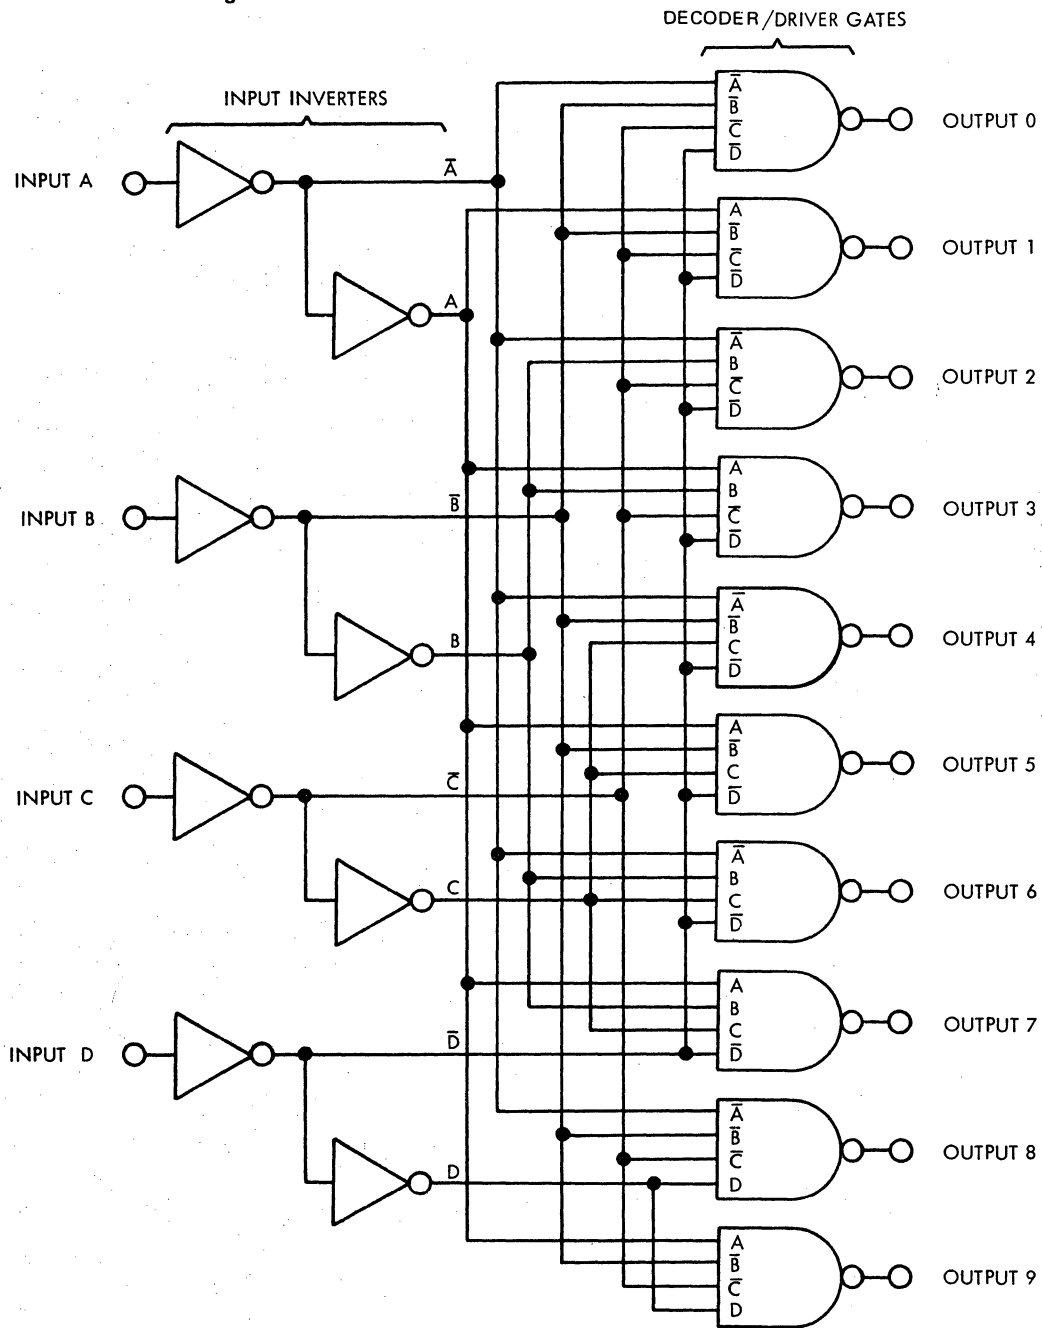 DECODER/DRIVER GATES
INPUT INVERTERS
INPUT A
A̅
A
INPUT B
B̅
B
INPUT C
C̅
C
INPUT D
D̅
D
A̅
B̅
C̅
D̅
OUTPUT 0
A
B̅
C̅
D̅
OUTPUT 1
A̅
B
C̅
D̅
OUTPUT 2
A
B
C̅
D̅
OUTPUT 3
A̅
B̅
C
D̅
OUTPUT 4
A
B̅
C
D̅
OUTPUT 5
A̅
B
C
D̅
OUTPUT 6
A
B
C
D̅
OUTPUT 7
A̅
B̅
C̅
D
OUTPUT 8
A
B̅
C̅
D
OUTPUT 9